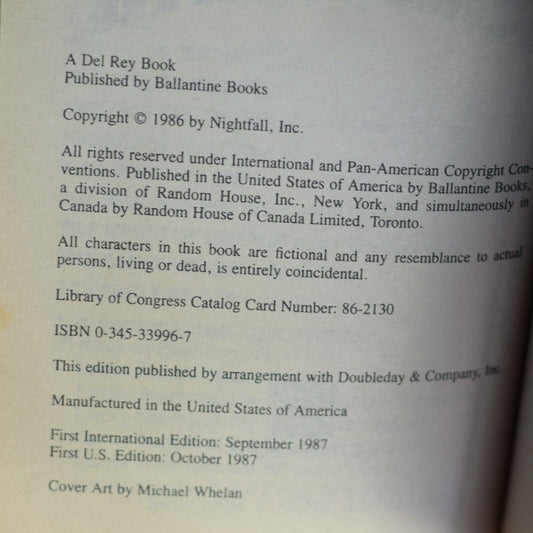 A Del Rey Book
Published by Ballantine Books
Copyright © 1986 by Nightfall, Inc.
All rights reserved under International and Pan-American Copyright Con-
ventions. Published in the United States of America by Ballantine Books,
a division of Random House, Inc., New York, and simultaneously in
Canada by Random House of Canada Limited, Toronto.
All characters in this book are fictional and any resemblance to actual
persons, living or dead, is entirely coincidental.
Library of Congress Catalog Card Number: 86-2130
ISBN 0-345-33996-7
This edition published by arrangement with Doubleday & Company, Inc.
Manufactured in the United States of America
First International Edition: September 1987
First U.S. Edition: October 1987
Cover Art by Michael Whelan